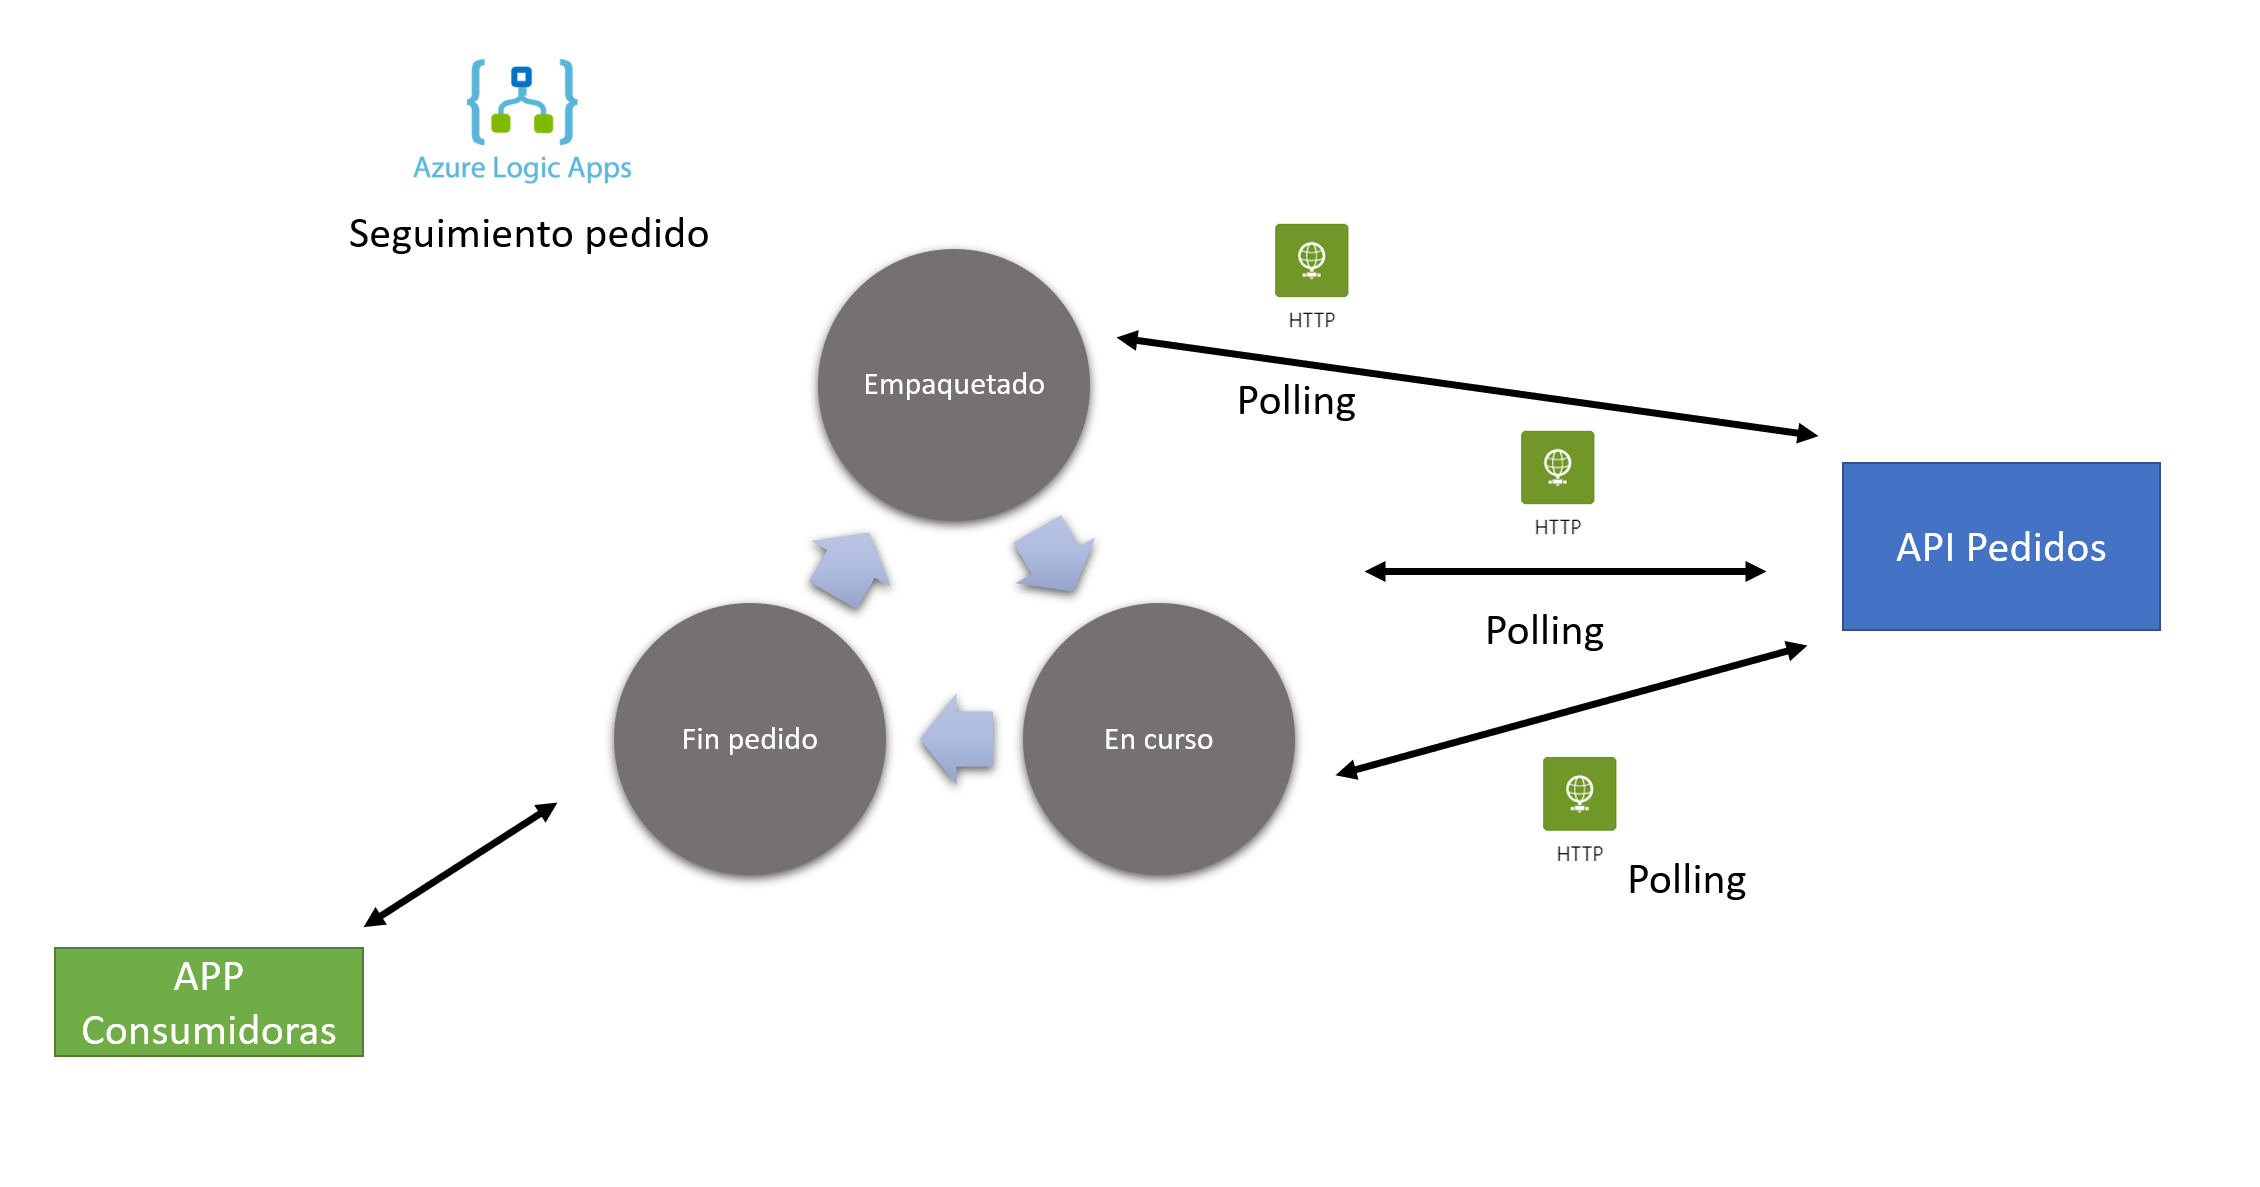 Azure Logic Apps
Seguimiento pedido
HTTP
Empaquetado
Polling
HTTP
API Pedidos
Polling
Fin pedido
En curso
HTTP
Polling
APP
Consumidoras